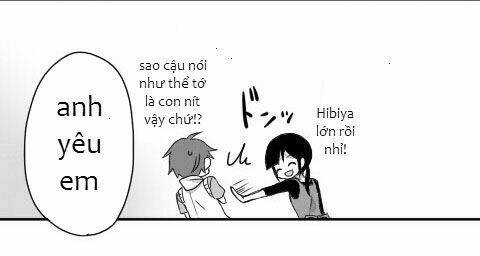 anh
yêu
em
sao cậu nói
như thể tớ
là con nít
vậy chứ!?
ドンッ
Hibiya
lớn rồi
nhỉ!